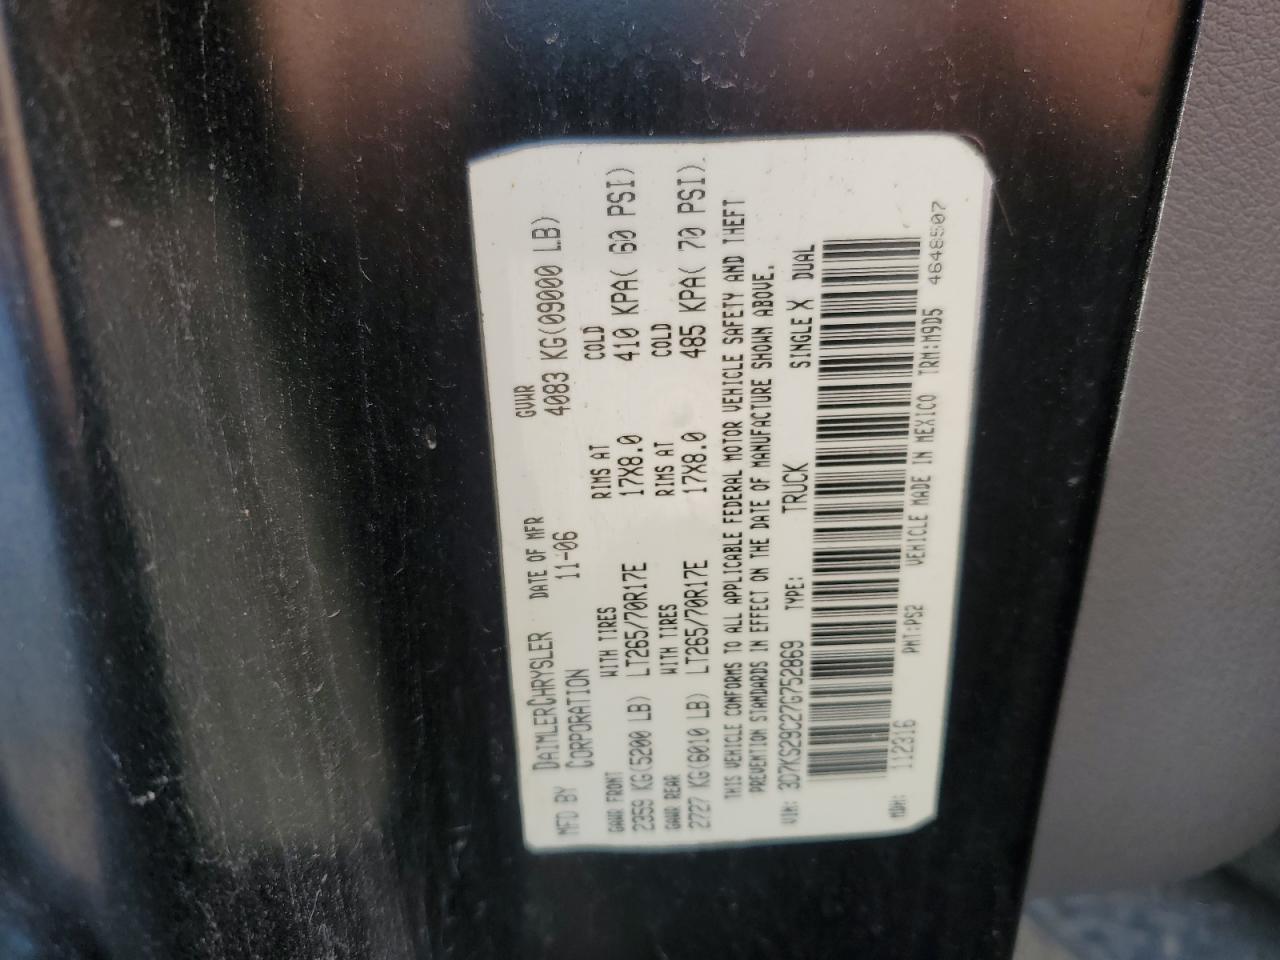 MFD BY DAIMLERCHRYSLER CORPORATION DATE OF MFR 11-06 GVWR 4083 KG(09000 LB)
GAWR FRONT WITH TIRES RIMS AT COLD
2359 KG(5200 LB) LT265/70R17E 17X8.0 410 KPA( 60 PSI)
GAWR REAR WITH TIRES RIMS AT COLD
2727 KG(6010 LB) LT265/70R17E 17X8.0 485 KPA( 70 PSI)
THIS VEHICLE CONFORMS TO ALL APPLICABLE FEDERAL MOTOR VEHICLE SAFETY AND THEFT
PREVENTION STANDARDS IN EFFECT ON THE DATE OF MANUFACTURE SHOWN ABOVE.
VIN: 3D7KS29C27G752869 TYPE: TRUCK SINGLE X DUAL
MDH: 112316 PNT:PS2 VEHICLE MADE IN MEXICO TRM:M9D5 4648507